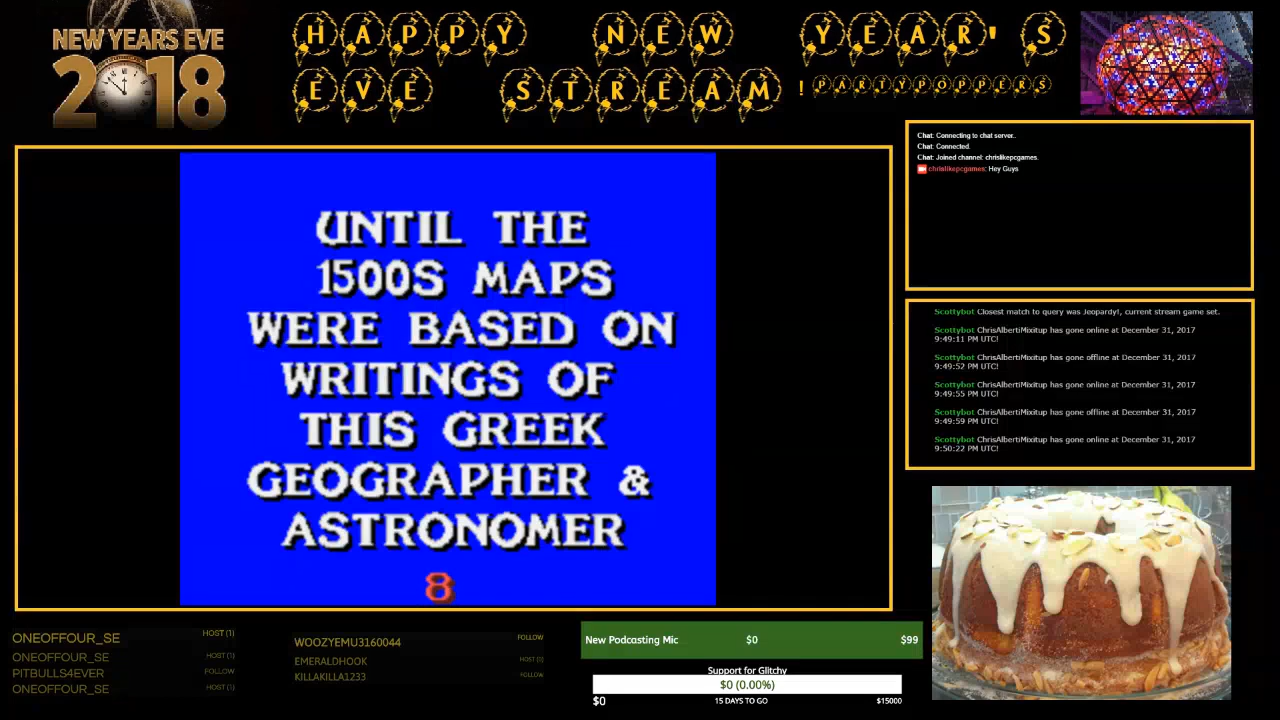 NEW YEARS EVE
2018
HAPPY NEW YEAR'S
EVE STREAM !PARTYPOPPERS
UNTIL THE
1500S MAPS
WERE BASED ON
WRITINGS OF
THIS GREEK
GEOGRAPHER &
ASTRONOMER
8
Chat: Connecting to chat server..
Chat: Connected.
Chat: Joined channel: chrislikepcgames.
chrislikepcgames: Hey Guys
Scottybot Closest match to query was Jeopardy!, current stream game set.
Scottybot ChrisAlbertiMixitup has gone online at December 31, 2017
9:49:11 PM UTC!
Scottybot ChrisAlbertiMixitup has gone offline at December 31, 2017
9:49:52 PM UTC!
Scottybot ChrisAlbertiMixitup has gone online at December 31, 2017
9:49:55 PM UTC!
Scottybot ChrisAlbertiMixitup has gone offline at December 31, 2017
9:49:59 PM UTC!
Scottybot ChrisAlbertiMixitup has gone online at December 31, 2017
9:50:22 PM UTC!
ONEOFFOUR_SE HOST (1)
ONEOFFOUR_SE HOST (1)
PITBULLS4EVER FOLLOW
ONEOFFOUR_SE HOST (1)
WOOZYEMU3160044 FOLLOW
EMERALDHOOK HOST (0)
KILLAKILLA1233 FOLLOW
New Podcasting Mic $0 $99
Support for Glitchy
$0 (0.00%)
$0 15 DAYS TO GO $15000